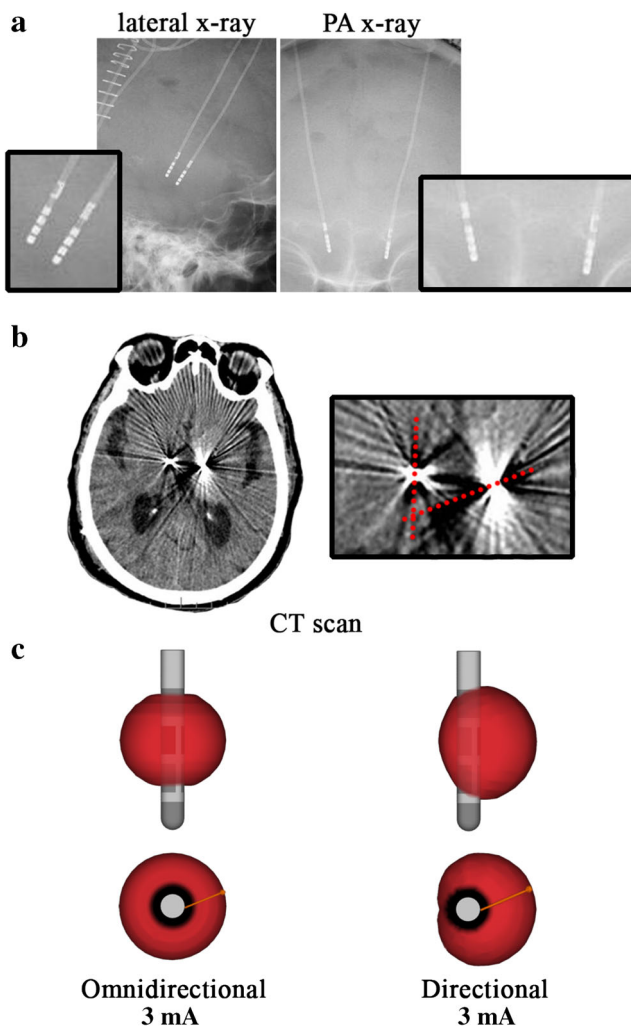 a
lateral x-ray
PA x-ray
b
CT scan
c
Omnidirectional
3 mA
Directional
3 mA